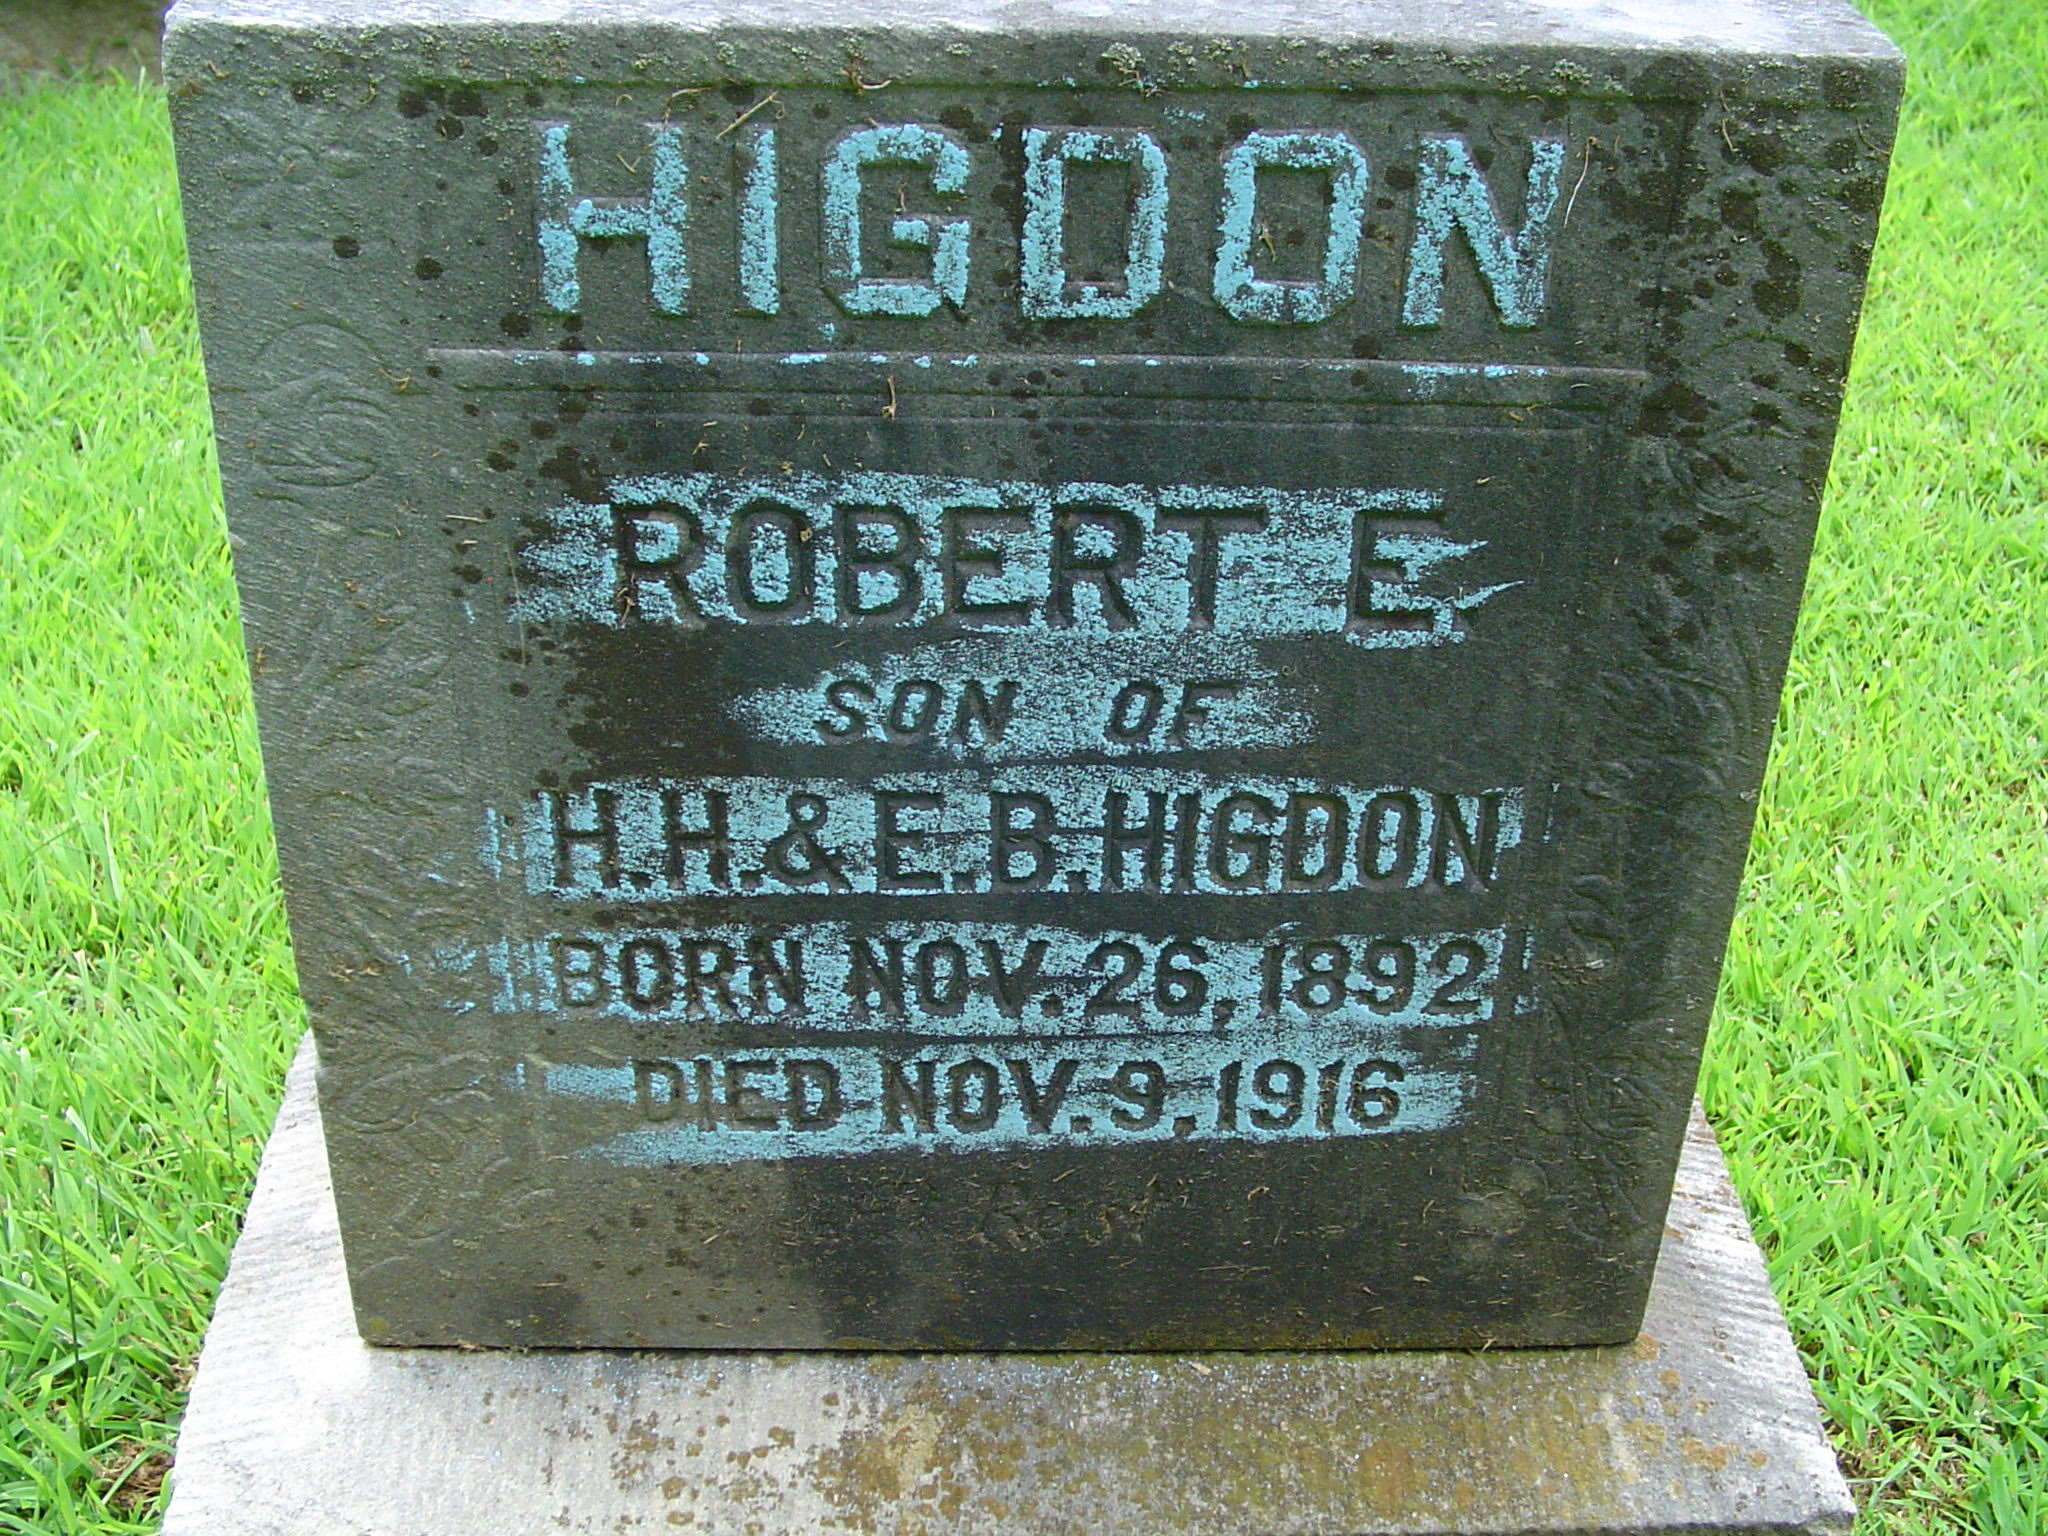 HIGDON
ROBERT E.
SON OF
H.H. & E.B. HIGDON
BORN NOV. 26, 1892
DIED NOV. 9, 1916